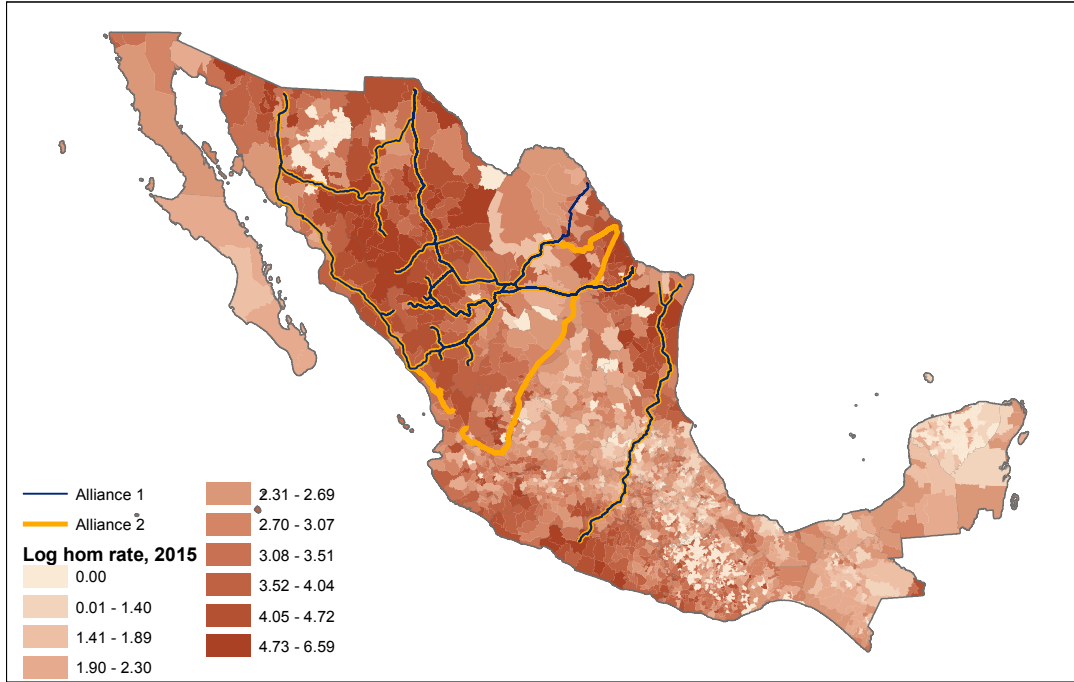 Alliance 1
Alliance 2
Log hom rate, 2015
0.00
0.01 - 1.40
1.41 - 1.89
1.90 - 2.30
2.31 - 2.69
2.70 - 3.07
3.08 - 3.51
3.52 - 4.04
4.05 - 4.72
4.73 - 6.59